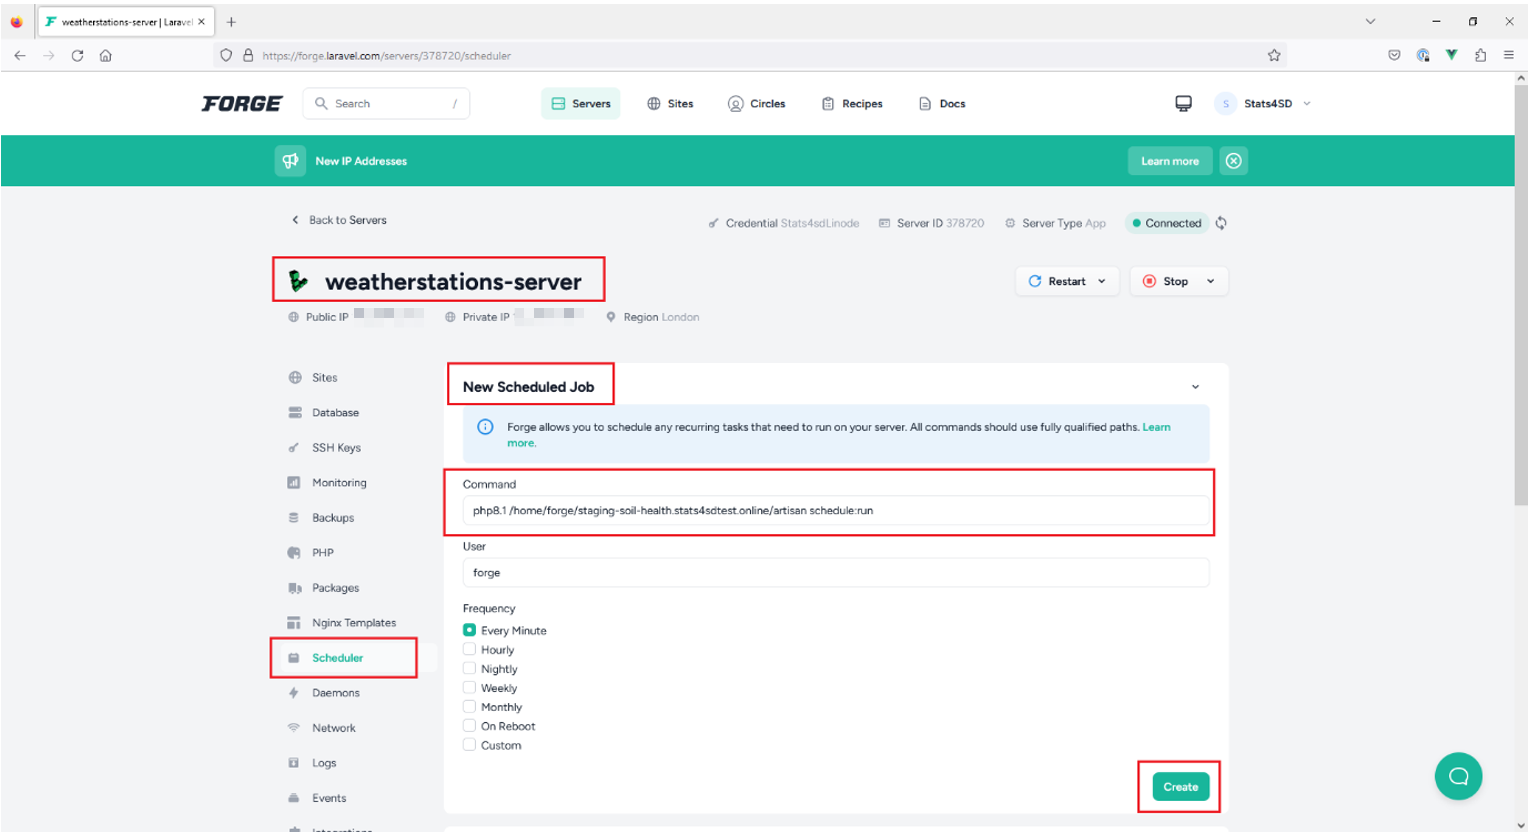 weatherstations-server | Laravel
https://forge.laravel.com/servers/378720/scheduler
FORGE
Search /
Servers
Sites
Circles
Recipes
Docs
S Stats4SD
New IP Addresses
Learn more
Back to Servers
Credential Stats4sdLinode
Server ID 378720
Server Type App
Connected
weatherstations-server
Restart
Stop
Public IP
Private IP
Region London
Sites
Database
SSH Keys
Monitoring
Backups
PHP
Packages
Nginx Templates
Scheduler
Daemons
Network
Logs
Events
Integrations
New Scheduled Job
Forge allows you to schedule any recurring tasks that need to run on your server. All commands should use fully qualified paths. Learn
more.
Command
php8.1 /home/forge/staging-soil-health.stats4sdtest.online/artisan schedule:run
User
forge
Frequency
Every Minute
Hourly
Nightly
Weekly
Monthly
On Reboot
Custom
Create